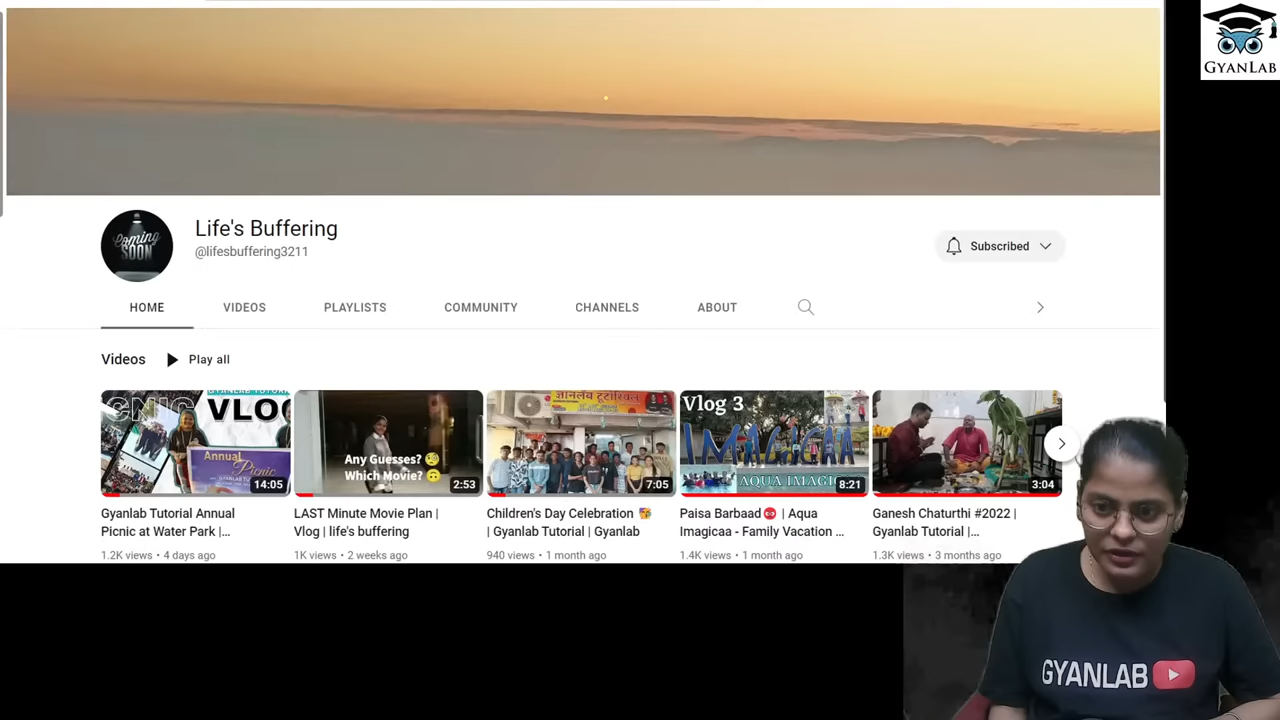 GYANLAB
Life's Buffering
@lifesbuffering3211
Subscribed
HOME VIDEOS PLAYLISTS COMMUNITY CHANNELS ABOUT
Videos Play all
Coming
SOON
VLOG
Annual
Picnic
14:05
Any Guesses? 🧐
Which Movie? 🙃
2:53
7:05
Vlog 3
IMAGICAA
AQUA IMAGIC
8:21
3:04
Gyanlab Tutorial Annual
Picnic at Water Park |...
1.2K views • 4 days ago
LAST Minute Movie Plan |
Vlog | life's buffering
1K views • 2 weeks ago
Children's Day Celebration 🎊
| Gyanlab Tutorial | Gyanlab
940 views • 1 month ago
Paisa Barbaad | Aqua
Imagicaa - Family Vacation ...
1.4K views • 1 month ago
Ganesh Chaturthi #2022 |
Gyanlab Tutorial |...
1.3K views • 3 months ago
GYANLAB